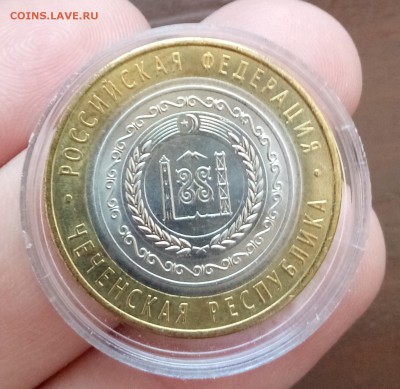 COINS.LAVE.RU
• РОССИЙСКАЯ ФЕДЕРАЦИЯ •
ЧЕЧЕНСКАЯ РЕСПУБЛИКА